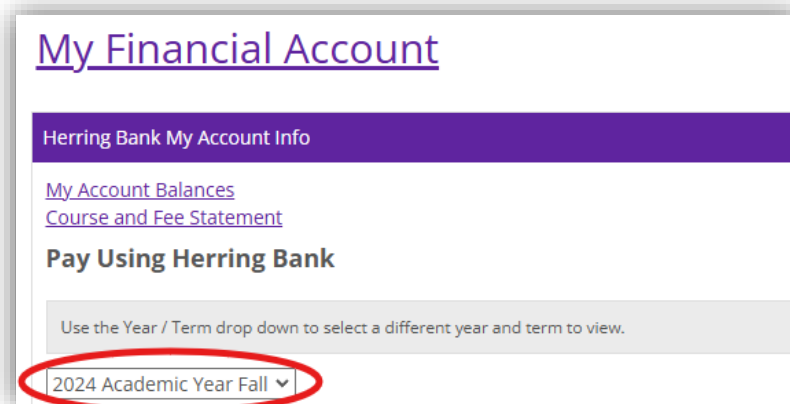 My Financial Account
Herring Bank My Account Info
My Account Balances
Course and Fee Statement
Pay Using Herring Bank
Use the Year / Term drop down to select a different year and term to view.
2024 Academic Year Fall